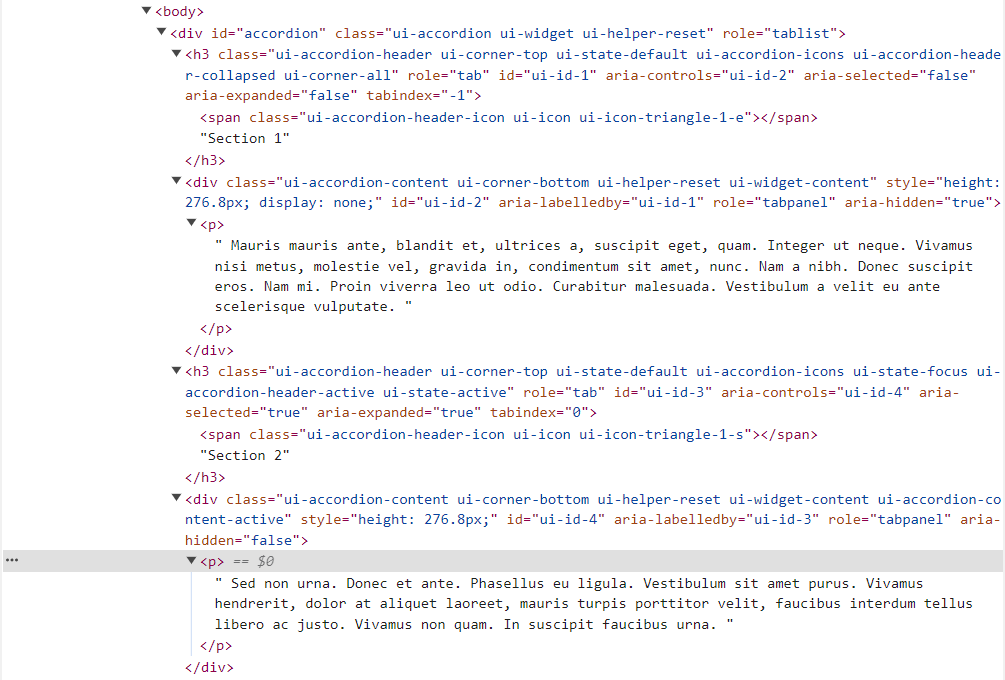 ▼<body>
▼<div id="accordion" class="ui-accordion ui-widget ui-helper-reset" role="tablist">
▼<h3 class="ui-accordion-header ui-corner-top ui-state-default ui-accordion-icons ui-accordion-heade
r-collapsed ui-corner-all" role="tab" id="ui-id-1" aria-controls="ui-id-2" aria-selected="false"
aria-expanded="false" tabindex="-1">
<span class="ui-accordion-header-icon ui-icon ui-icon-triangle-1-e"></span>
"Section 1"
</h3>
▼<div class="ui-accordion-content ui-corner-bottom ui-helper-reset ui-widget-content" style="height:
276.8px; display: none;" id="ui-id-2" aria-labelledby="ui-id-1" role="tabpanel" aria-hidden="true">
▼<p>
" Mauris mauris ante, blandit et, ultrices a, suscipit eget, quam. Integer ut neque. Vivamus
nisi metus, molestie vel, gravida in, condimentum sit amet, nunc. Nam a nibh. Donec suscipit
eros. Nam mi. Proin viverra leo ut odio. Curabitur malesuada. Vestibulum a velit eu ante
scelerisque vulputate. "
</p>
</div>
▼<h3 class="ui-accordion-header ui-corner-top ui-state-default ui-accordion-icons ui-state-focus ui-
accordion-header-active ui-state-active" role="tab" id="ui-id-3" aria-controls="ui-id-4" aria-
selected="true" aria-expanded="true" tabindex="0">
<span class="ui-accordion-header-icon ui-icon ui-icon-triangle-1-s"></span>
"Section 2"
</h3>
▼<div class="ui-accordion-content ui-corner-bottom ui-helper-reset ui-widget-content ui-accordion-co
ntent-active" style="height: 276.8px;" id="ui-id-4" aria-labelledby="ui-id-3" role="tabpanel" aria-
hidden="false">
… ▼<p> == $0
" Sed non urna. Donec et ante. Phasellus eu ligula. Vestibulum sit amet purus. Vivamus
hendrerit, dolor at aliquet laoreet, mauris turpis porttitor velit, faucibus interdum tellus
libero ac justo. Vivamus non quam. In suscipit faucibus urna. "
</p>
</div>